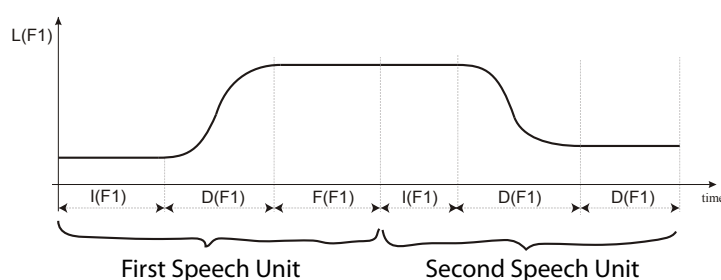 L(F1)
I(F1) D(F1) F(F1) I(F1) D(F1) D(F1) time
First Speech Unit Second Speech Unit